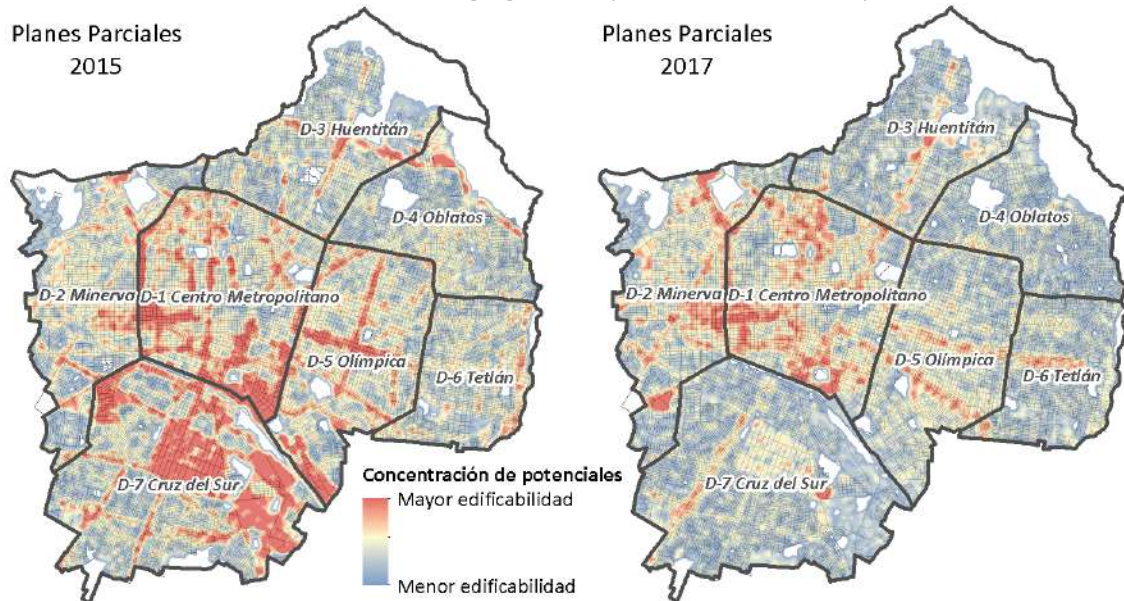 Planes Parciales
2015
D-3 Huentitán
D-4 Oblatos
D-2 Minerva
D-1 Centro Metropolitano
D-5 Olímpica
D-6 Tetlán
D-7 Cruz del Sur
Planes Parciales
2017
D-3 Huentitán
D-4 Oblatos
D-2 Minerva
D-1 Centro Metropolitano
D-5 Olímpica
D-6 Tetlán
D-7 Cruz del Sur
Concentración de potenciales
Mayor edificabilidad
Menor edificabilidad